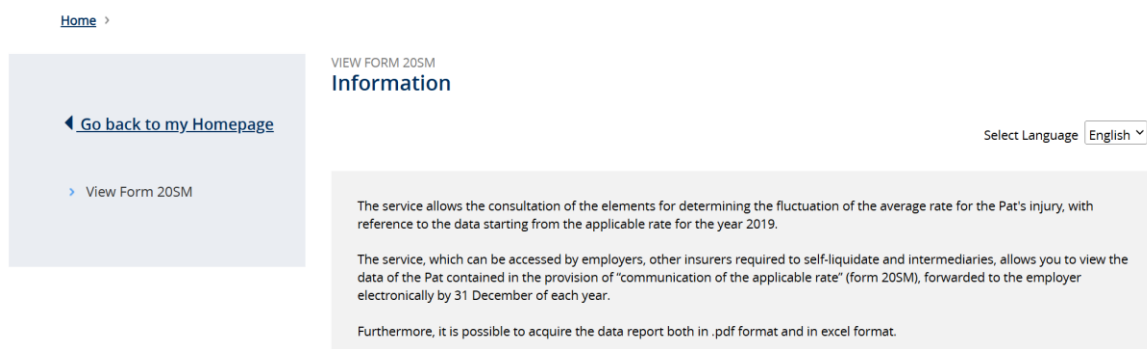 Home >
Go back to my Homepage
> View Form 20SM
VIEW FORM 20SM
Information
Select Language English
The service allows the consultation of the elements for determining the fluctuation of the average rate for the Pat's injury, with
reference to the data starting from the applicable rate for the year 2019.
The service, which can be accessed by employers, other insurers required to self-liquidate and intermediaries, allows you to view the
data of the Pat contained in the provision of “communication of the applicable rate” (form 20SM), forwarded to the employer
electronically by 31 December of each year.
Furthermore, it is possible to acquire the data report both in .pdf format and in excel format.